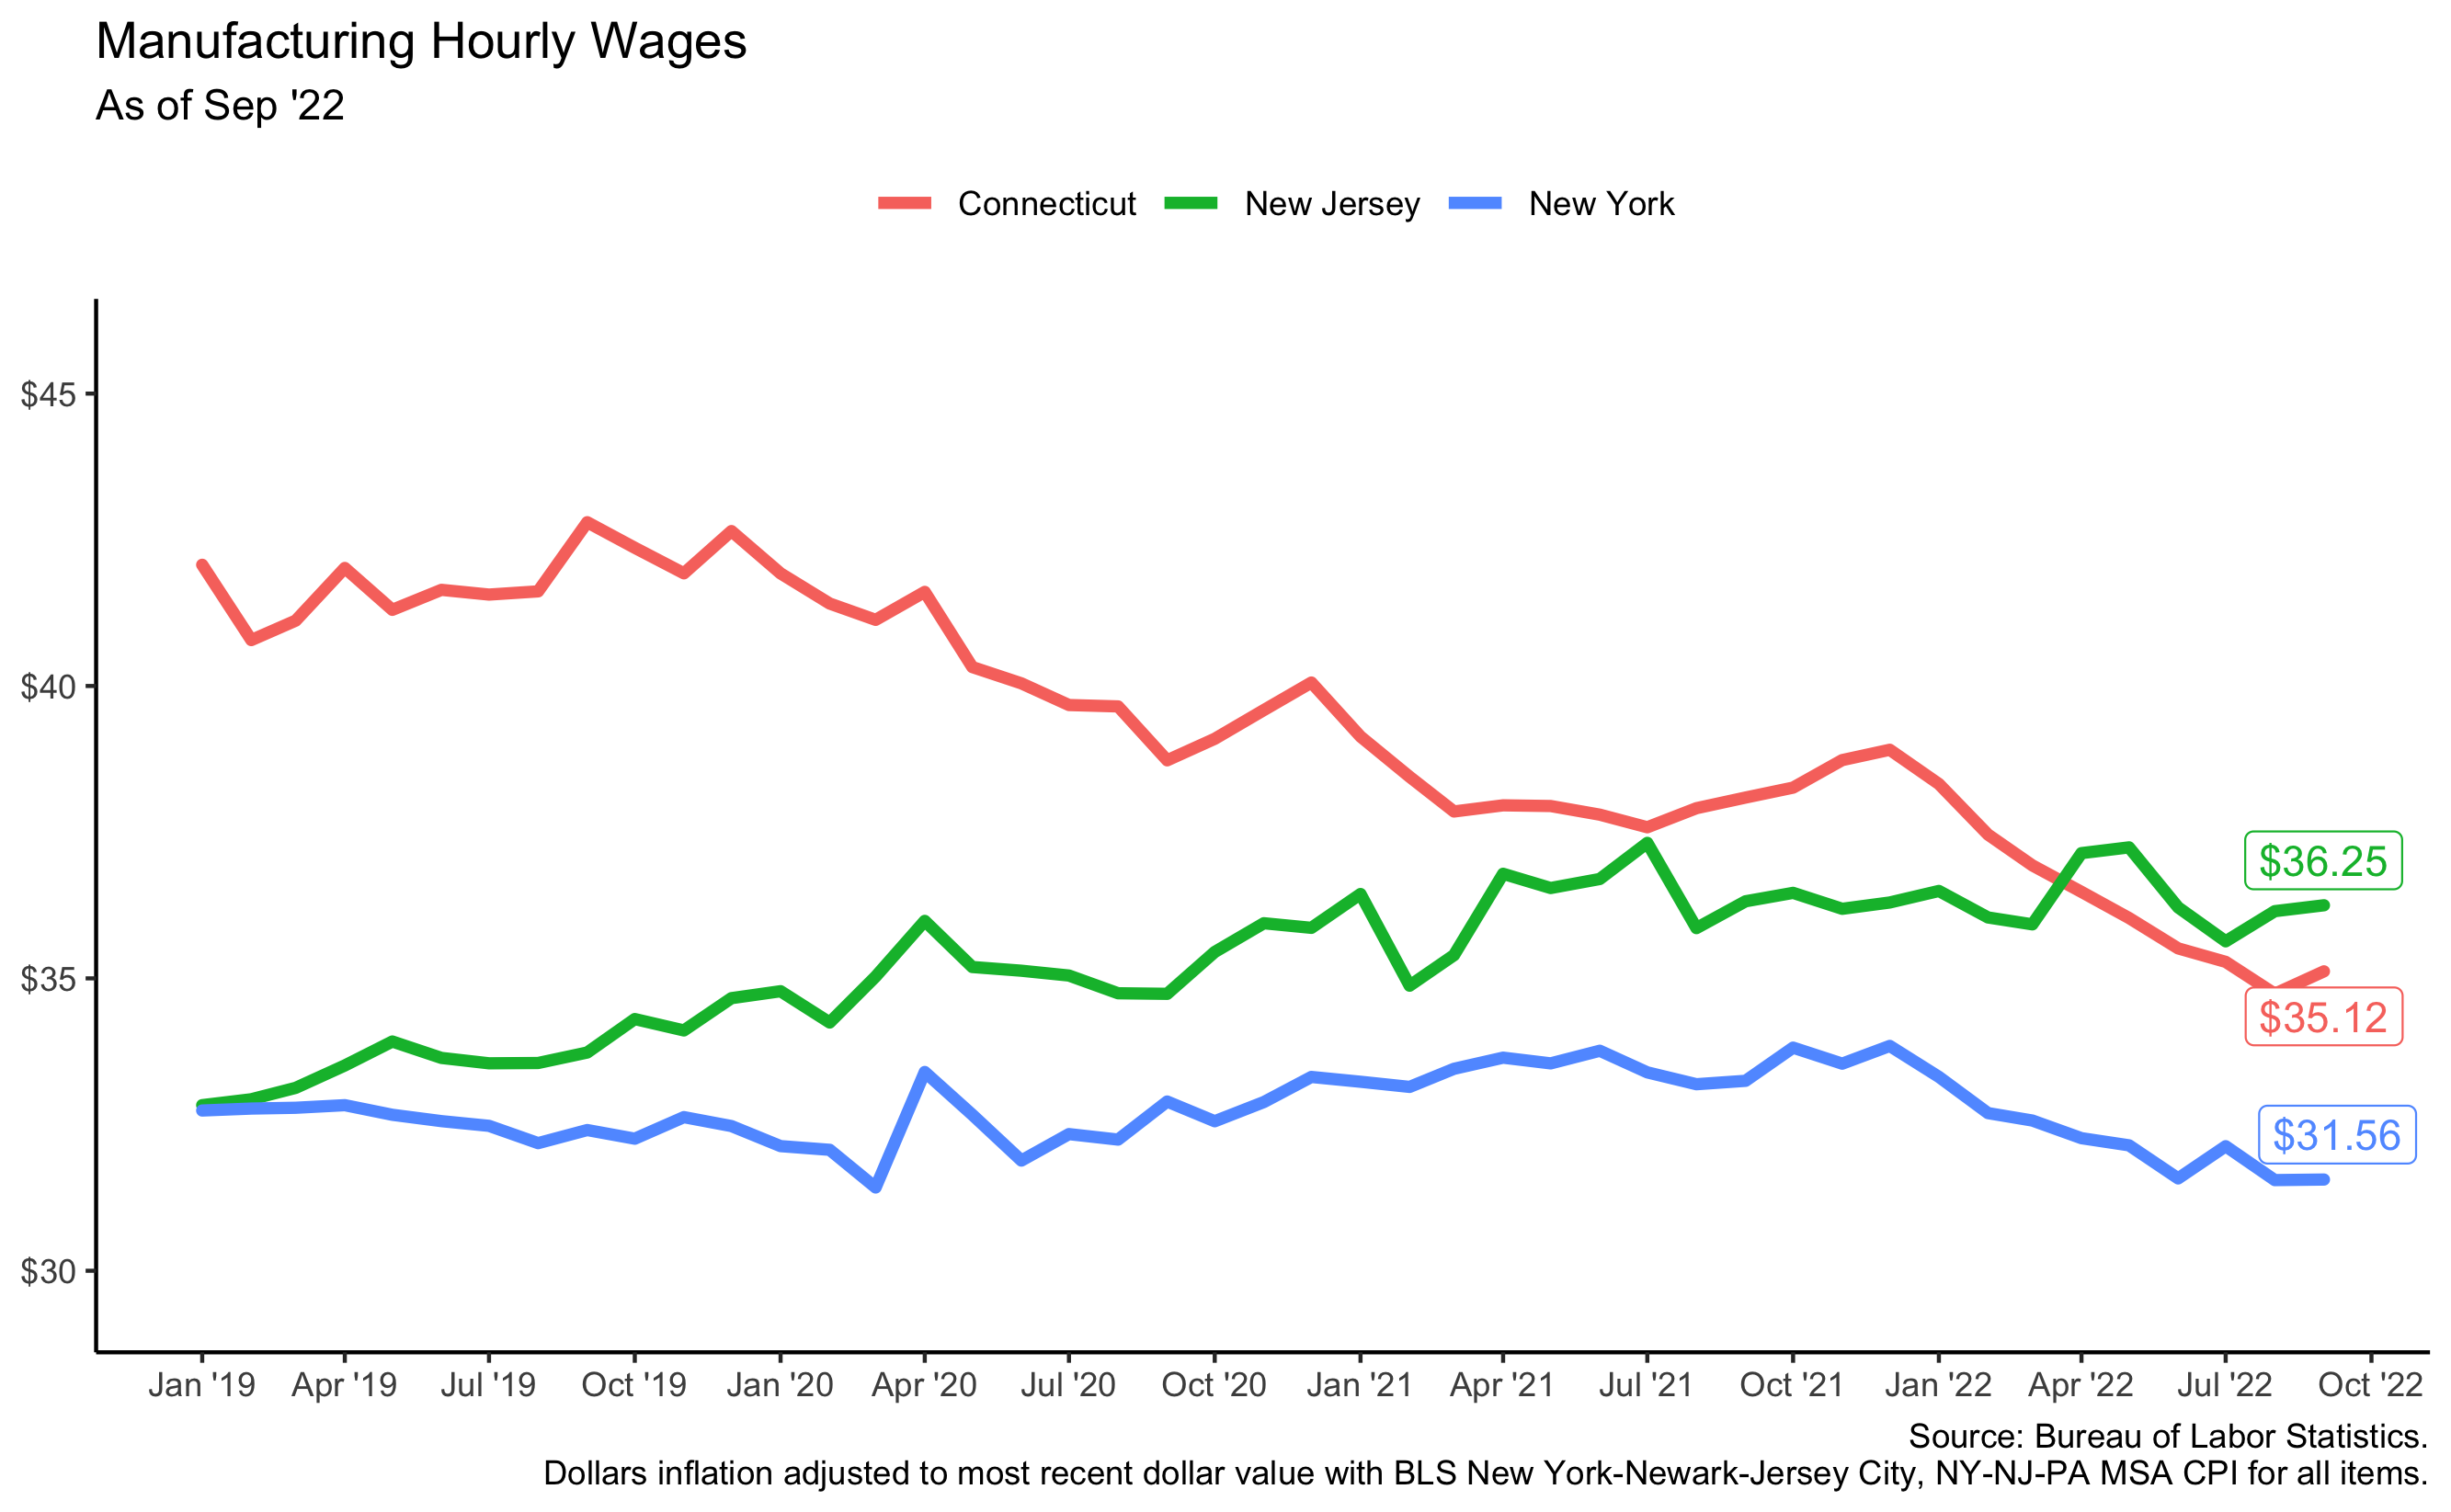 Manufacturing Hourly Wages
As of Sep '22
Connecticut New Jersey New York
$45
$40
$35
$30
$36.25
$35.12
$31.56
Jan '19 Apr '19 Jul '19 Oct '19 Jan '20 Apr '20 Jul '20 Oct '20 Jan '21 Apr '21 Jul '21 Oct '21 Jan '22 Apr '22 Jul '22 Oct '22
Source: Bureau of Labor Statistics.
Dollars inflation adjusted to most recent dollar value with BLS New York-Newark-Jersey City, NY-NJ-PA MSA CPI for all items.